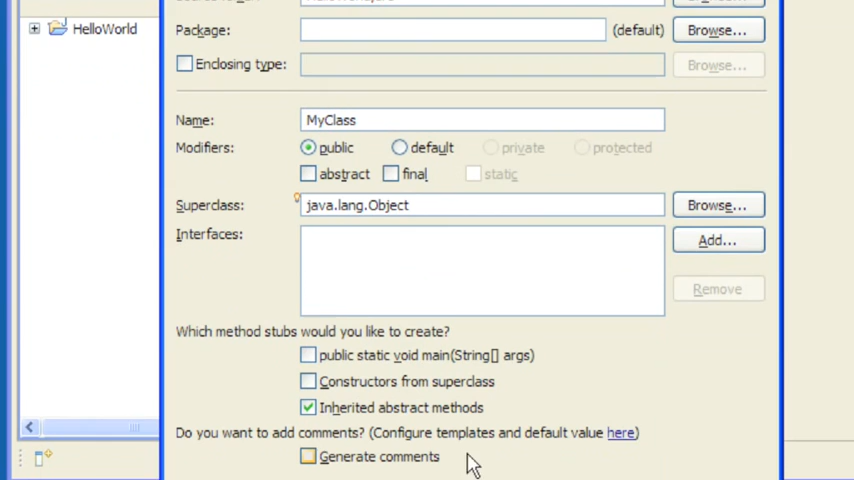 HelloWorld
Package: (default) Browse...
Enclosing type: Browse...
Name: MyClass
Modifiers: public default private protected
abstract final static
Superclass: java.lang.Object Browse...
Interfaces: Add...
Remove
Which method stubs would you like to create?
public static void main(String[] args)
Constructors from superclass
Inherited abstract methods
Do you want to add comments? (Configure templates and default value here)
Generate comments